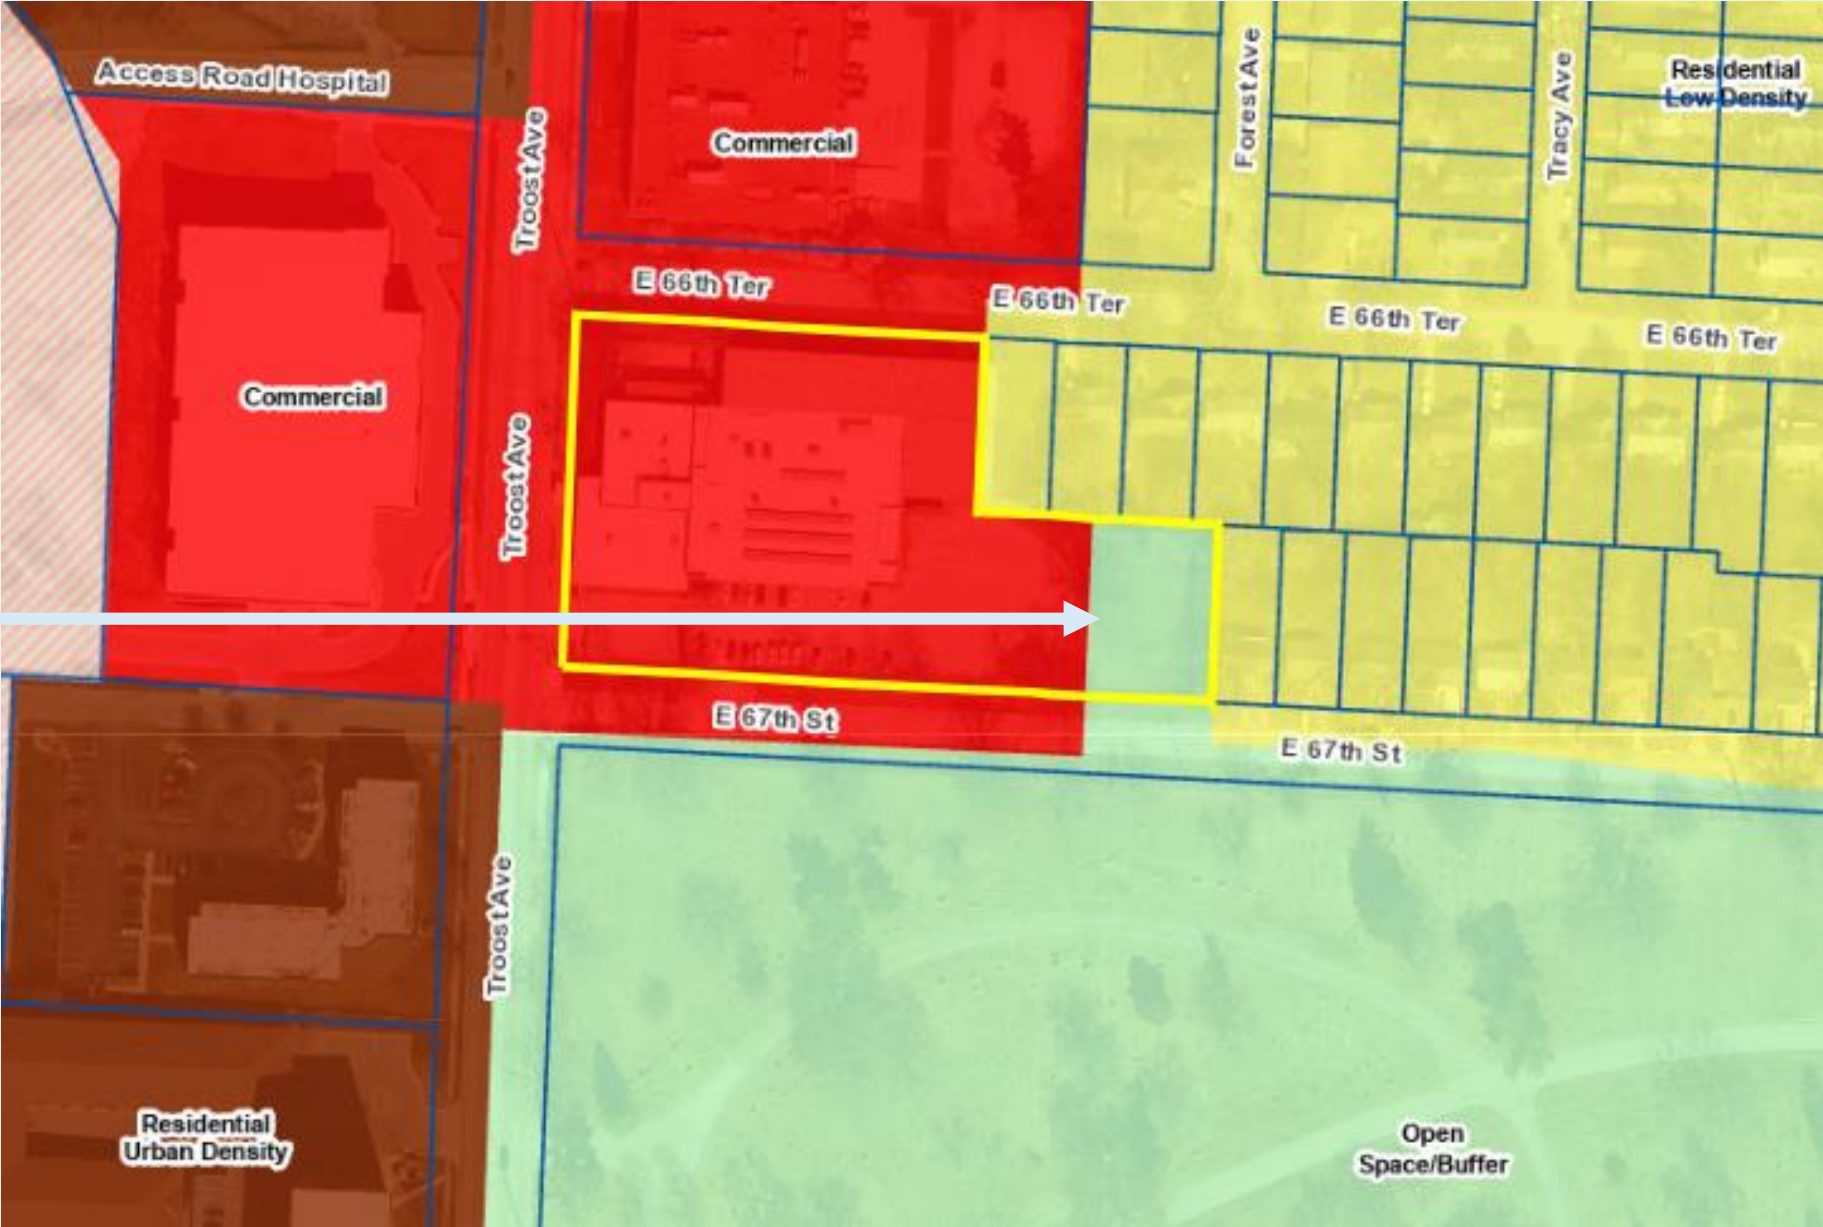 Access Road Hospital
Troost Ave
Commercial
Forest Ave
Tracy Ave
Residential
Low Density
E 66th Ter
E 66th Ter
E 66th Ter
E 66th Ter
Commercial
Troost Ave
E 67th St
E 67th St
Troost Ave
Residential
Urban Density
Open
Space/Buffer